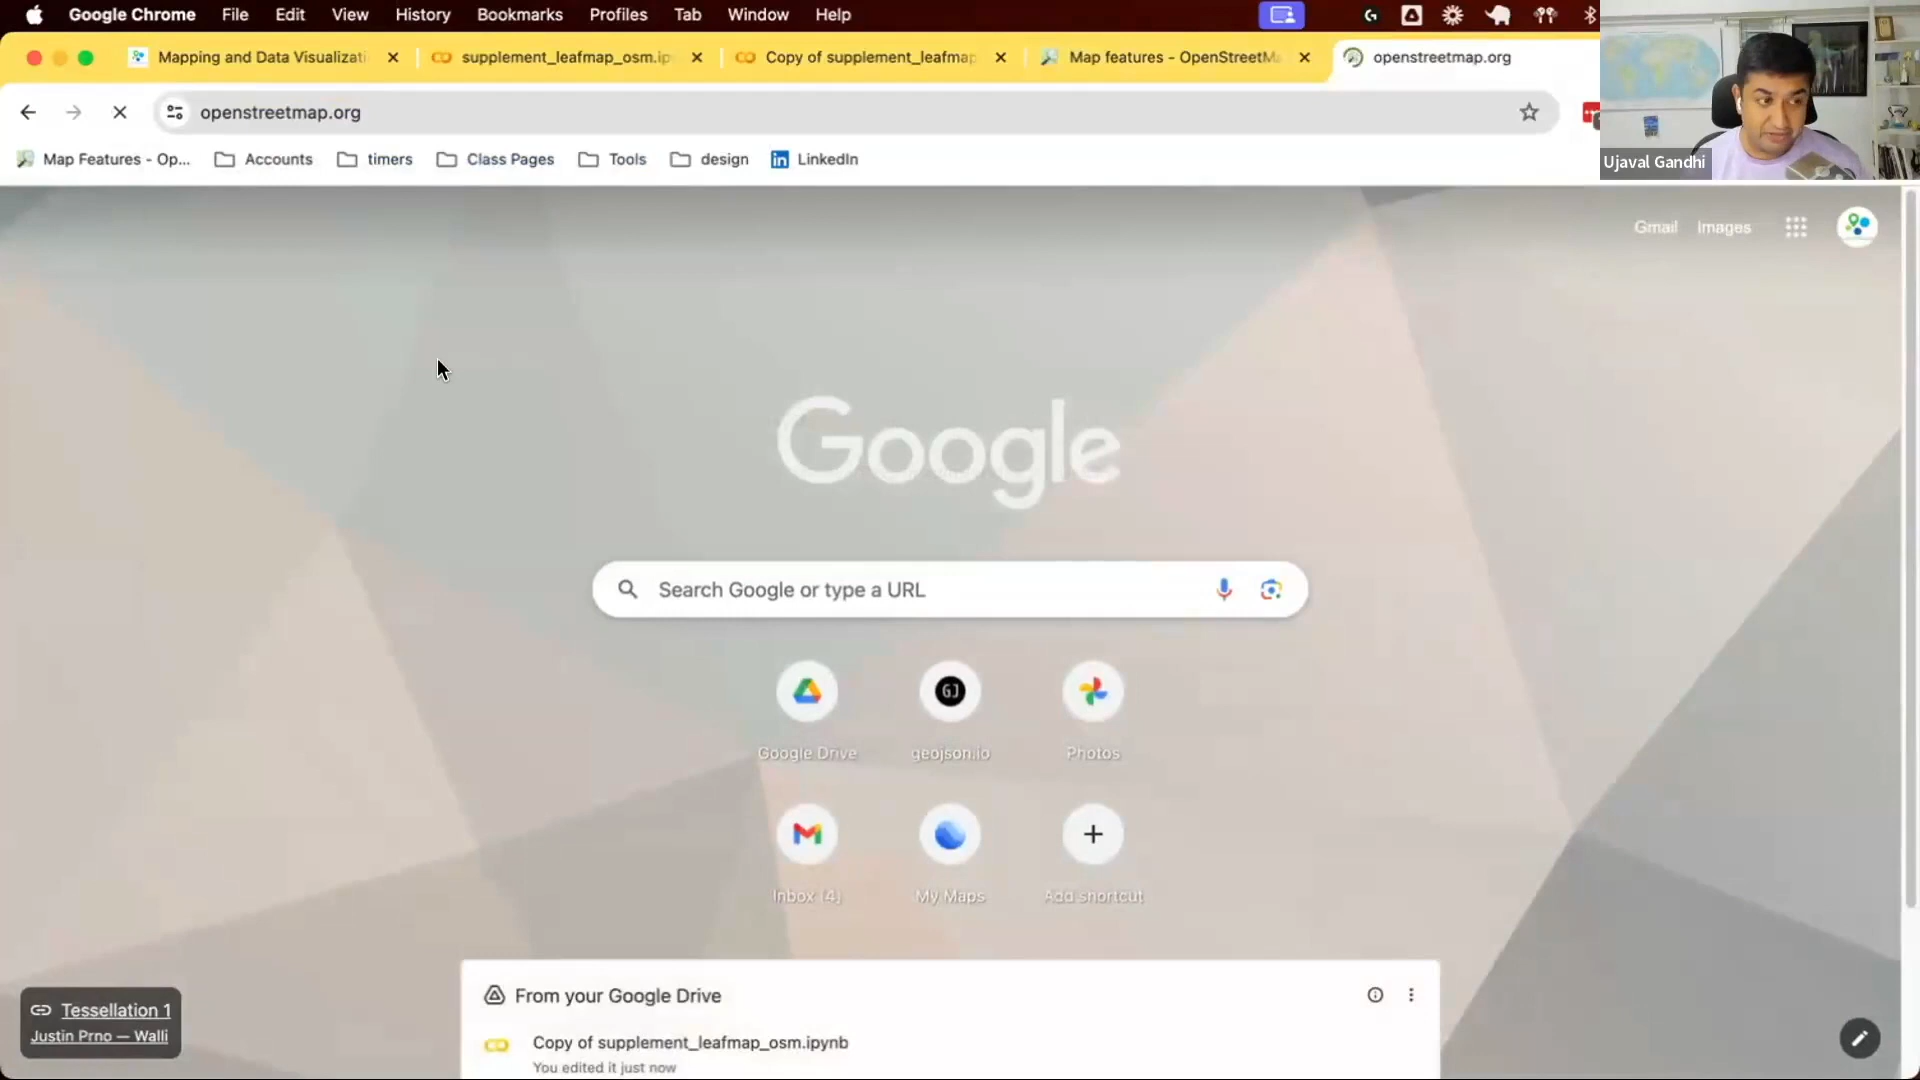 Google Chrome File Edit View History Bookmarks Profiles Tab Window Help
Mapping and Data Visualizati
supplement_leafmap_osm.ip
Copy of supplement_leafmap
Map features - OpenStreetMa
openstreetmap.org
openstreetmap.org
Map Features - Op...
Accounts
timers
Class Pages
Tools
design
in LinkedIn
Ujaval Gandhi
Gmail Images
Google
Search Google or type a URL
GJ
Google Drive geojson.io Photos
Inbox (4) My Maps Add shortcut
From your Google Drive
Copy of supplement_leafmap_osm.ipynb
You edited it just now
Tessellation 1
Justin Prno — Walli